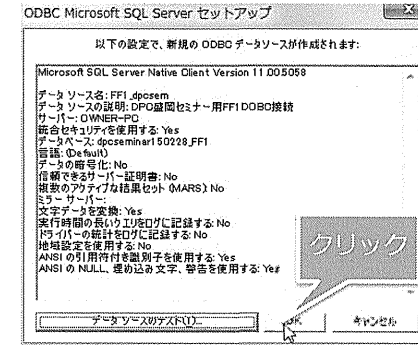 ODBC Microsoft SQL Server セットアップ
以下の設定で、新規の ODBC データソースが作成されます:
Microsoft SQL Server Native Client Version 11.00.5058
データ ソース名: FF1_dpcsem
データ ソースの説明: DPC盛岡セミナー用FF1 DOBC接続
サーバー: OWNER-PC
統合セキュリティを使用する: Yes
データベース: dpcseminar150228_FF1
言語: (Default)
データの暗号化: No
信頼できるサーバー証明書: No
複数のアクティブな結果セット (MARS): No
ミラー サーバー:
文字データを変換: Yes
実行時間の長いクエリをログに記録する: No
ドライバーの統計をログに記録する: No
地域設定を使用する: No
ANSI の引用符付き識別子を使用する: Yes
ANSI の NULL、埋め込み文字、警告を使用する: Yes
クリック
データ ソースのテスト(T)...
OK
キャンセル